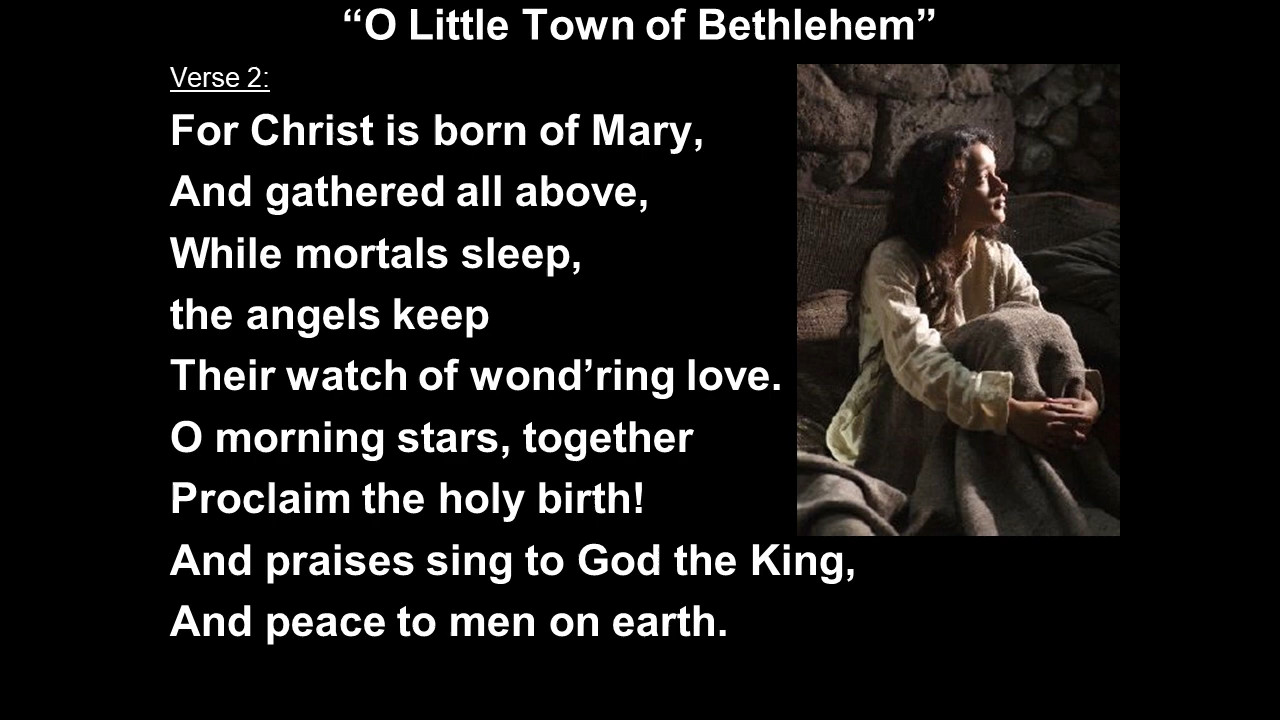 “O Little Town of Bethlehem”
Verse 2:
For Christ is born of Mary,
And gathered all above,
While mortals sleep,
the angels keep
Their watch of wond’ring love.
O morning stars, together
Proclaim the holy birth!
And praises sing to God the King,
And peace to men on earth.